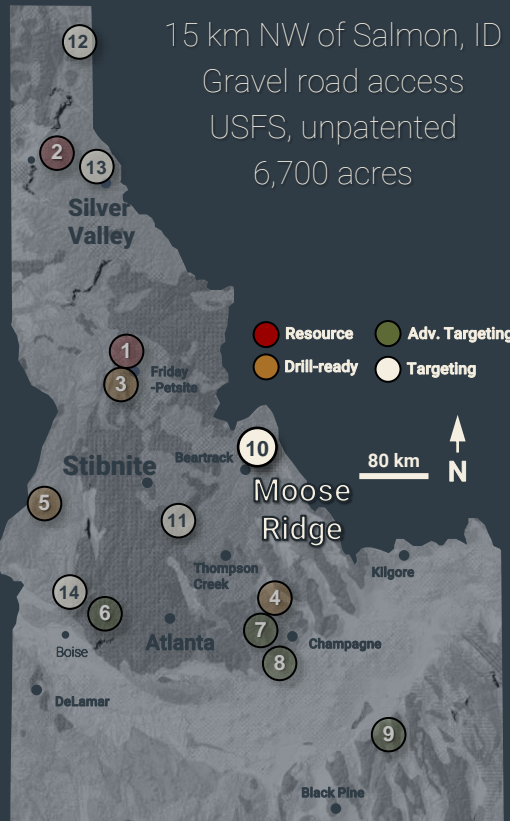 15 km NW of Salmon, ID
Gravel road access
USFS, unpatented
6,700 acres
12
2
13
Silver
Valley
Resource
Adv. Targeting
Drill-ready
Targeting
1
3
Friday
-Petsite
10
Beartrack
80 km
N
Stibnite
Moose
Ridge
5
11
Thompson
Creek
Kilgore
14
4
6
7
Atlanta
Champagne
Boise
8
DeLamar
9
Black Pine